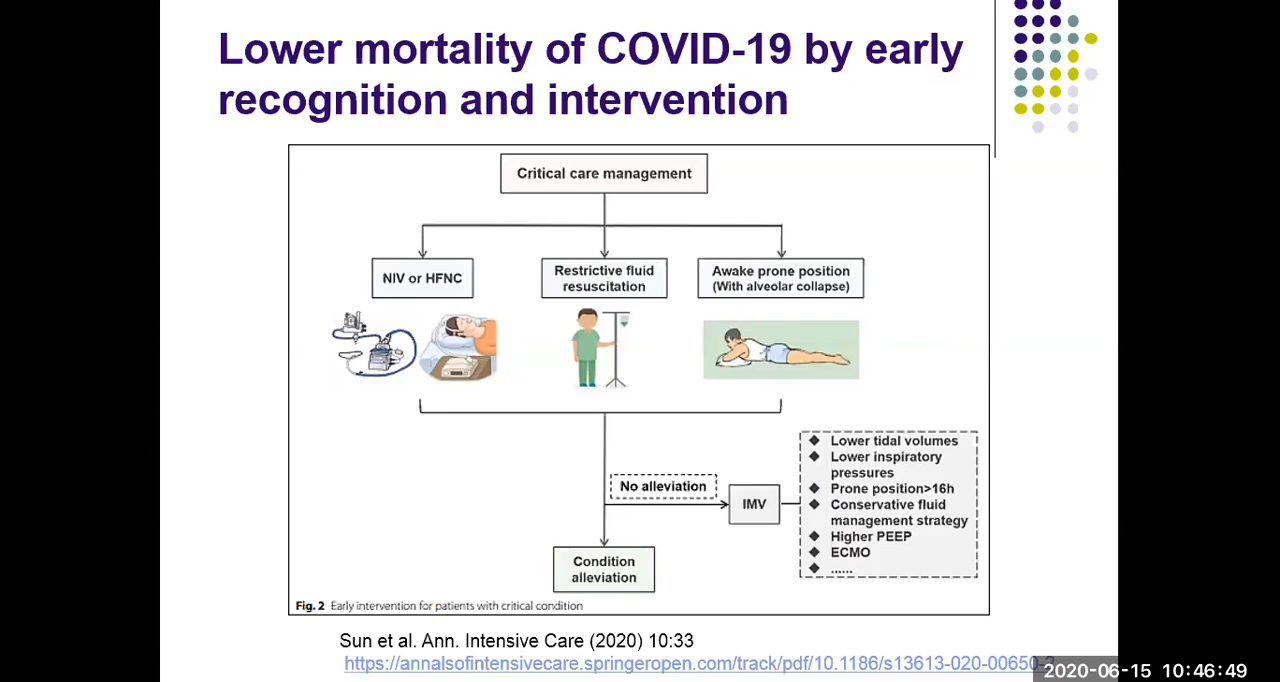 Lower mortality of COVID-19 by early
recognition and intervention
Critical care management
NIV or HFNC
Restrictive fluid
resuscitation
Awake prone position
(With alveolar collapse)
No alleviation
IMV
◆ Lower tidal volumes
◆ Lower inspiratory
pressures
◆ Prone position>16h
◆ Conservative fluid
management strategy
◆ Higher PEEP
◆ ECMO
◆ ......
Condition
alleviation
Fig. 2 Early intervention for patients with critical condition
Sun et al. Ann. Intensive Care (2020) 10:33
https://annalsofintensivecare.springeropen.com/track/pdf/10.1186/s13613-020-00650-
2020-06-15 10:46:49